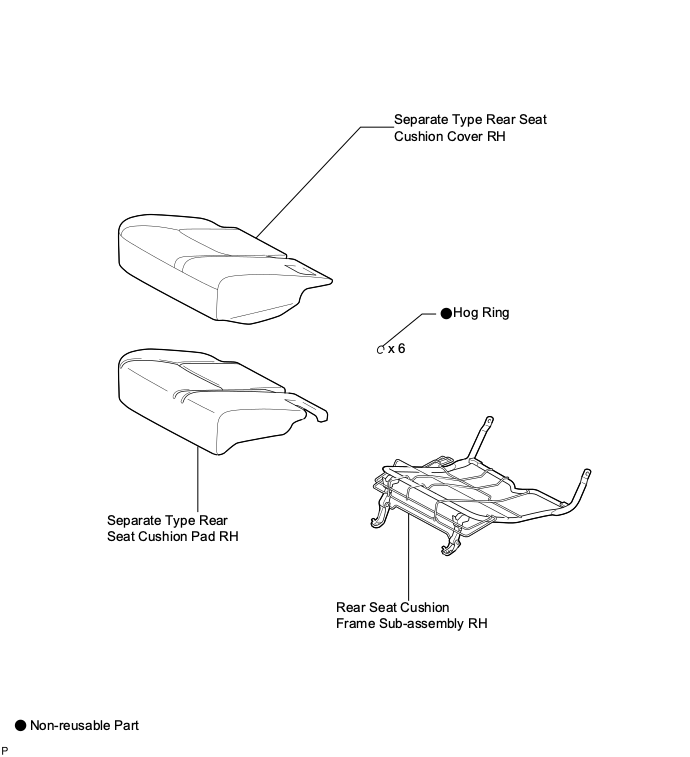 Separate Type Rear Seat
Cushion Cover RH
●Hog Ring
x 6
Separate Type Rear
Seat Cushion Pad RH
Rear Seat Cushion
Frame Sub-assembly RH
● Non-reusable Part
P